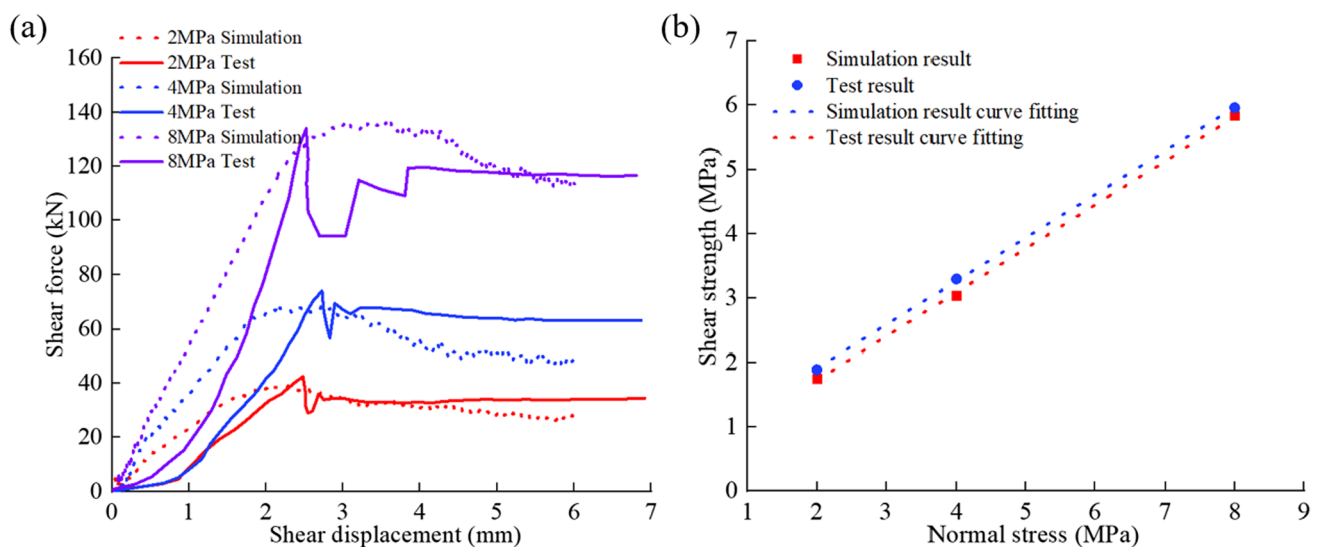 (a)
2MPa Simulation
2MPa Test
4MPa Simulation
4MPa Test
8MPa Simulation
8MPa Test
Shear force (kN)
160
140
120
100
80
60
40
20
0
0 1 2 3 4 5 6 7
Shear displacement (mm)
(b)
Simulation result
Test result
Simulation result curve fitting
Test result curve fitting
Shear strength (MPa)
7
6
5
4
3
2
1
0
1 2 3 4 5 6 7 8 9
Normal stress (MPa)